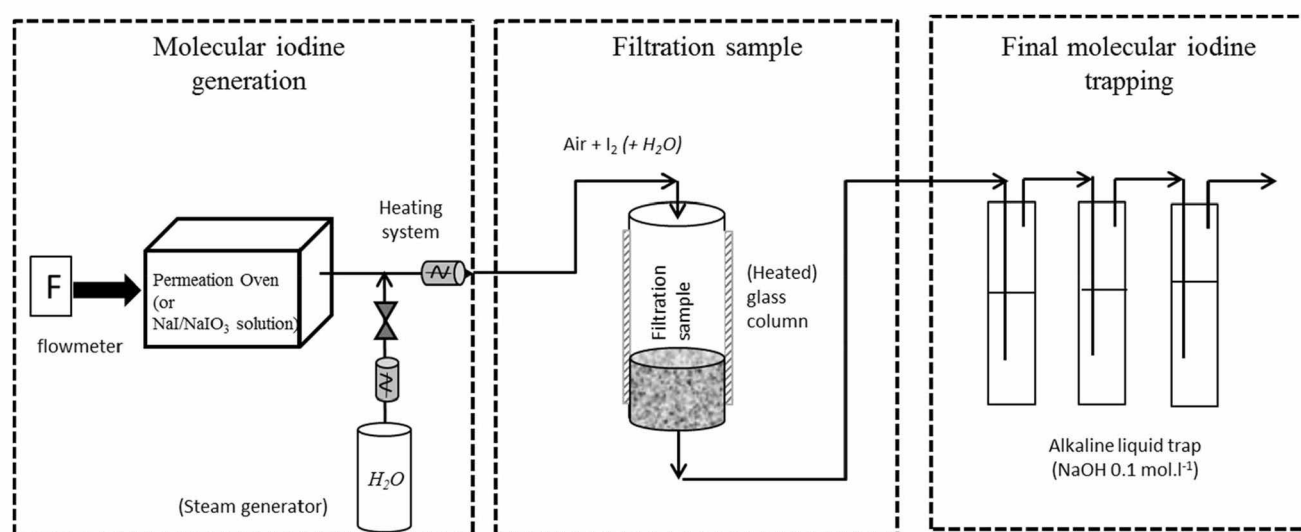 Molecular iodine
generation
Filtration sample
Final molecular iodine
trapping
Air + I₂ (+ H₂O)
Heating
system
F
Permeation Oven
(or
NaI/NaIO₃ solution)
flowmeter
(Heated)
glass
column
Filtration
sample
H₂O
(Steam generator)
Alkaline liquid trap
(NaOH 0.1 mol.l⁻¹)